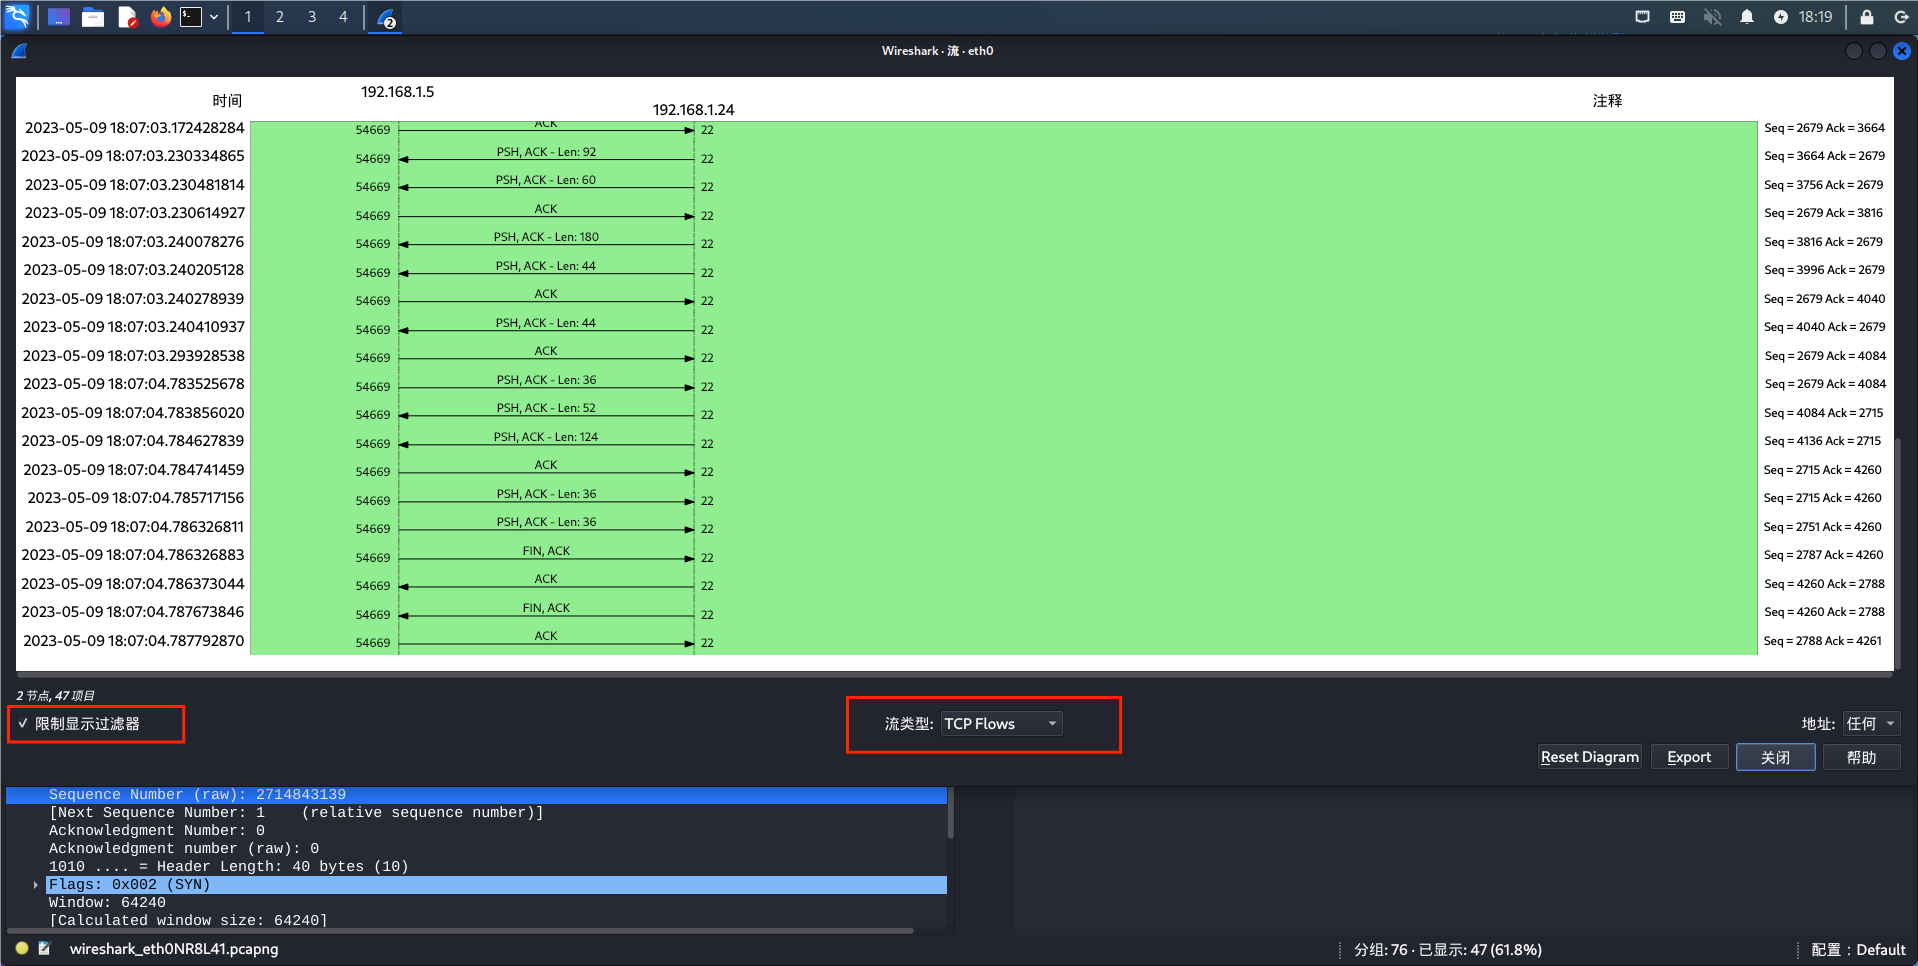 1 2 3 4 2 18:19
Wireshark · 流 · eth0
时间 192.168.1.5 192.168.1.24 注释
2023-05-09 18:07:03.172428284 54669 ACK 22 Seq = 2679 Ack = 3664
2023-05-09 18:07:03.230334865 54669 PSH, ACK - Len: 92 22 Seq = 3664 Ack = 2679
2023-05-09 18:07:03.230481814 54669 PSH, ACK - Len: 60 22 Seq = 3756 Ack = 2679
2023-05-09 18:07:03.230614927 54669 ACK 22 Seq = 2679 Ack = 3816
2023-05-09 18:07:03.240078276 54669 PSH, ACK - Len: 180 22 Seq = 3816 Ack = 2679
2023-05-09 18:07:03.240205128 54669 PSH, ACK - Len: 44 22 Seq = 3996 Ack = 2679
2023-05-09 18:07:03.240278939 54669 ACK 22 Seq = 2679 Ack = 4040
2023-05-09 18:07:03.240410937 54669 PSH, ACK - Len: 44 22 Seq = 4040 Ack = 2679
2023-05-09 18:07:03.293928538 54669 ACK 22 Seq = 2679 Ack = 4084
2023-05-09 18:07:04.783525678 54669 PSH, ACK - Len: 36 22 Seq = 2679 Ack = 4084
2023-05-09 18:07:04.783856020 54669 PSH, ACK - Len: 52 22 Seq = 4084 Ack = 2715
2023-05-09 18:07:04.784627839 54669 PSH, ACK - Len: 124 22 Seq = 4136 Ack = 2715
2023-05-09 18:07:04.784741459 54669 ACK 22 Seq = 2715 Ack = 4260
2023-05-09 18:07:04.785717156 54669 PSH, ACK - Len: 36 22 Seq = 2715 Ack = 4260
2023-05-09 18:07:04.786326811 54669 PSH, ACK - Len: 36 22 Seq = 2751 Ack = 4260
2023-05-09 18:07:04.786326883 54669 FIN, ACK 22 Seq = 2787 Ack = 4260
2023-05-09 18:07:04.786373044 54669 ACK 22 Seq = 4260 Ack = 2788
2023-05-09 18:07:04.787673846 54669 FIN, ACK 22 Seq = 4260 Ack = 2788
2023-05-09 18:07:04.787792870 54669 ACK 22 Seq = 2788 Ack = 4261
2 节点, 47 项目
✓ 限制显示过滤器 流类型: TCP Flows 地址: 任何
Reset Diagram Export 关闭 帮助
Sequence Number (raw): 2714843139
[Next Sequence Number: 1 (relative sequence number)]
Acknowledgment Number: 0
Acknowledgment number (raw): 0
1010 .... = Header Length: 40 bytes (10)
Flags: 0x002 (SYN)
Window: 64240
[Calculated window size: 64240]
wireshark_eth0NR8L41.pcapng 分组: 76 · 已显示: 47 (61.8%) 配置：Default